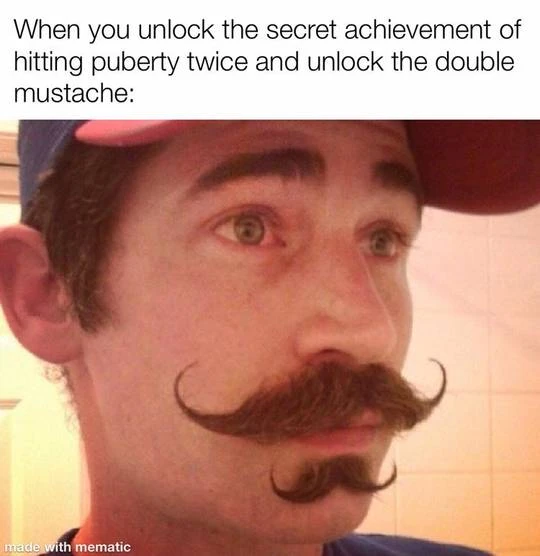 When you unlock the secret achievement of
hitting puberty twice and unlock the double
mustache:
made with mematic